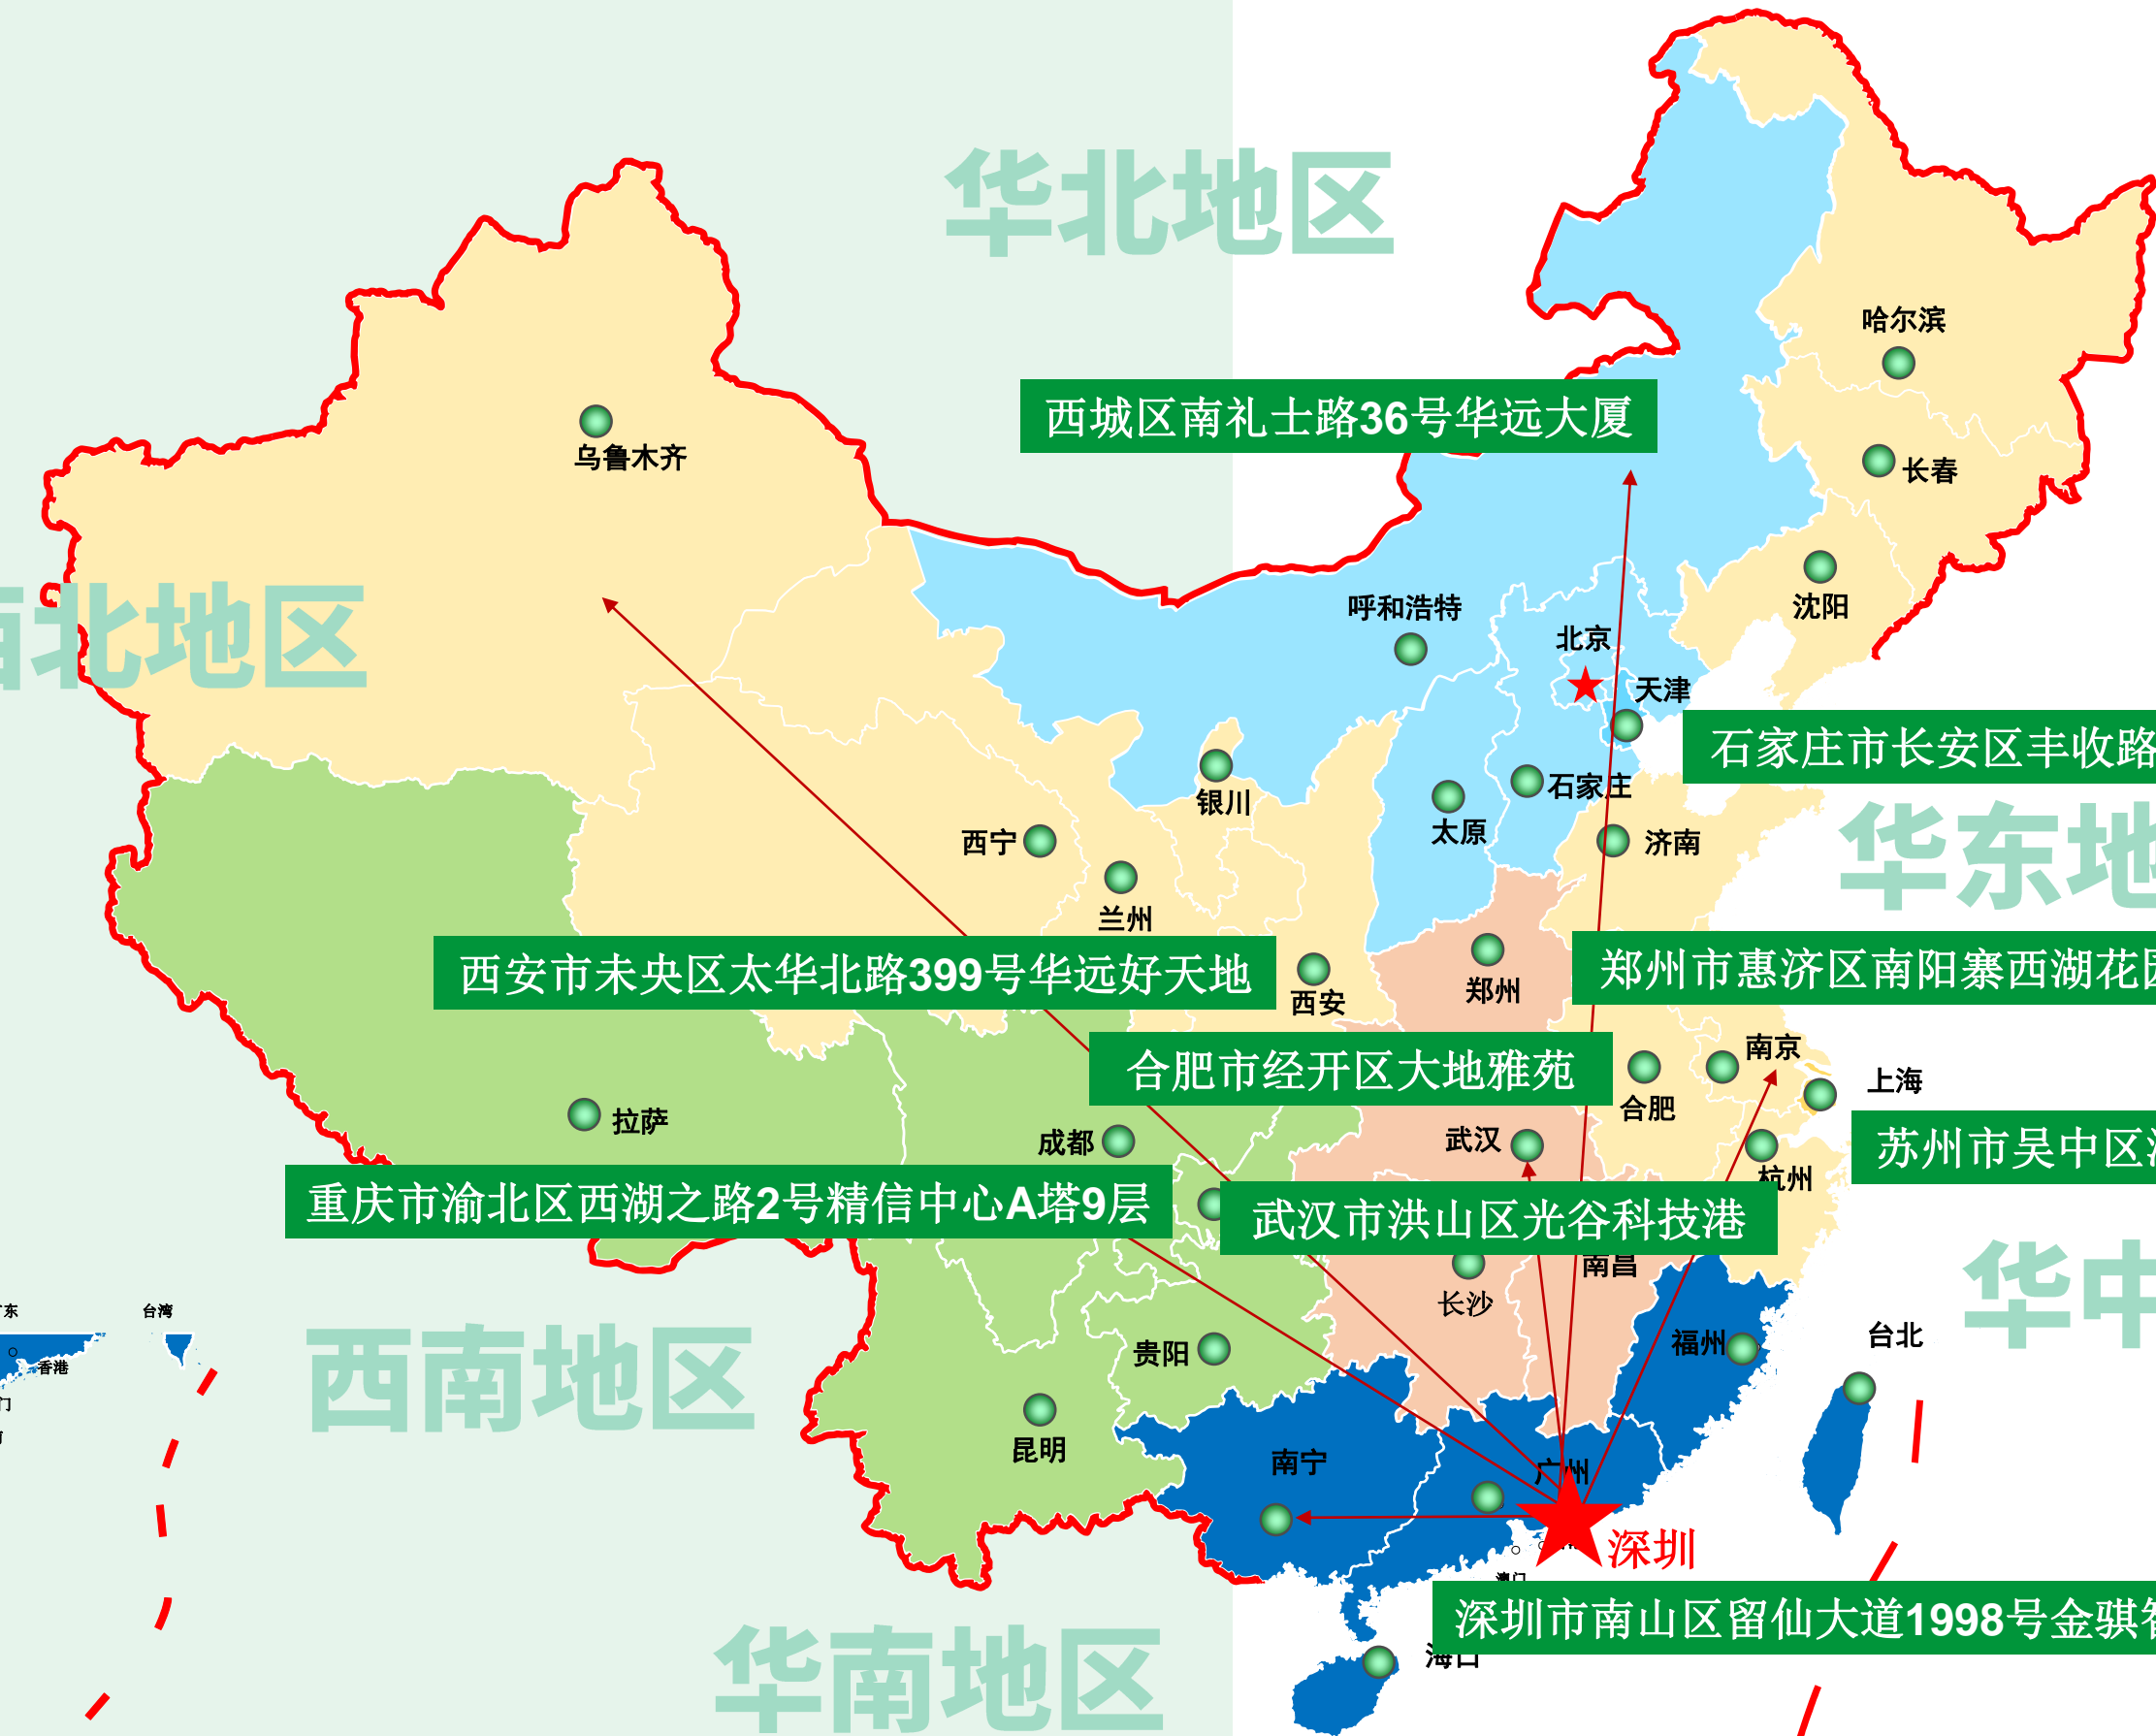 华北地区
哈尔滨
西城区南礼士路36号华远大厦
乌鲁木齐
长春
呼和浩特
沈阳
北京
北地区
天津
石家庄市长安区丰收路
石家庄
银川
太原
西宁
济南
华东地
兰州
西安市未央区太华北路399号华远好天地
郑州市惠济区南阳寨西湖花园
郑州
西安
南京
合肥市经开区大地雅苑
上海
合肥
拉萨
成都
武汉
苏州市吴中区
杭州
重庆市渝北区西湖之路2号精信中心A塔9层
武汉市洪山区光谷科技港
南昌
华中
长沙
东
台湾
福州
台北
贵阳
香港
西南地区
门
昆明
南宁
广州
深圳
澳门
深圳市南山区留仙大道1998号金骐智
海口
华南地区